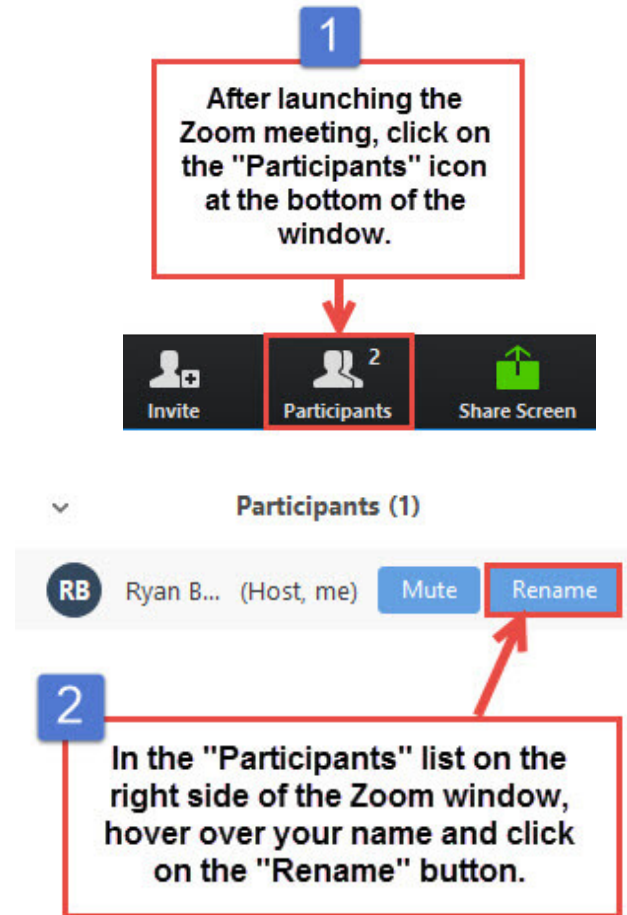 1
After launching the
Zoom meeting, click on
the "Participants" icon
at the bottom of the
window.
2
Invite
Participants
Share Screen
Participants (1)
RB
Ryan B...
(Host, me)
Mute
Rename
2
In the "Participants" list on the
right side of the Zoom window,
hover over your name and click
on the "Rename" button.